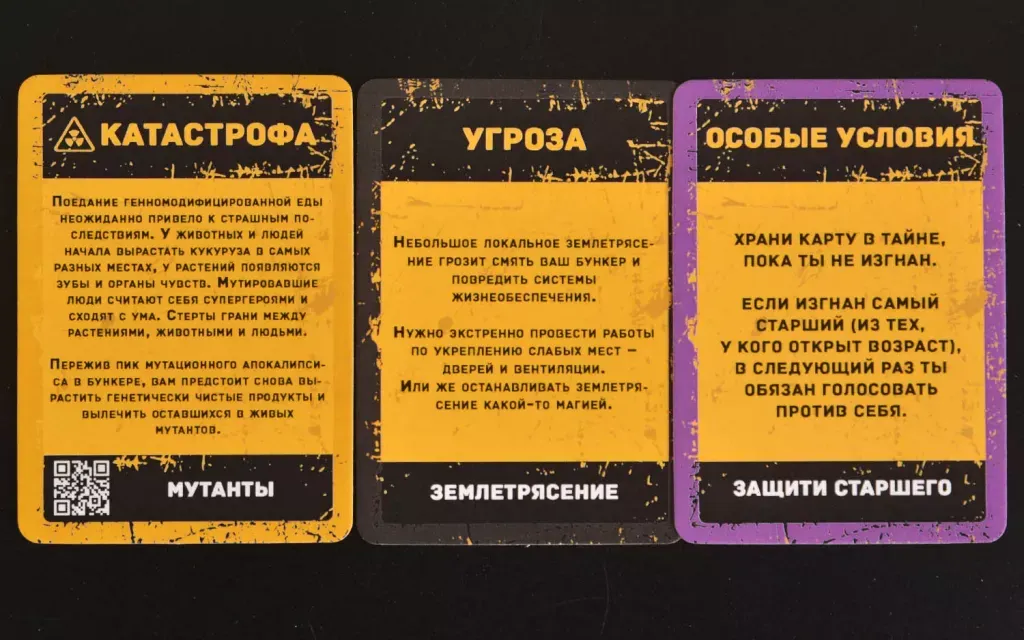 КАТАСТРОФА
Поедание генномодифицированной еды
неожиданно привело к страшным по-
следствиям. У животных и людей
начала вырастать кукуруза в самых
разных местах, у растений появляются
зубы и органы чувств. Мутировавшие
люди считают себя супергероями и
сходят с ума. Стерты грани между
растениями, животными и людьми.
Пережив пик мутационного апокалипси-
са в бункере, вам предстоит снова вы-
растить генетически чистые продукты и
вылечить оставшихся в живых
мутантов.
МУТАНТЫ
УГРОЗА
Небольшое локальное землетрясе-
ние грозит смять ваш бункер и
повредить системы
жизнеобеспечения.
Нужно экстренно провести работы
по укреплению слабых мест –
дверей и вентиляции.
Или же останавливать землетря-
сение какой-то магией.
ЗЕМЛЕТРЯСЕНИЕ
ОСОБЫЕ УСЛОВИЯ
ХРАНИ КАРТУ В ТАЙНЕ,
ПОКА ТЫ НЕ ИЗГНАН.
ЕСЛИ ИЗГНАН САМЫЙ
СТАРШИЙ (ИЗ ТЕХ,
У КОГО ОТКРЫТ ВОЗРАСТ),
В СЛЕДУЮЩИЙ РАЗ ТЫ
ОБЯЗАН ГОЛОСОВАТЬ
ПРОТИВ СЕБЯ.
ЗАЩИТИ СТАРШЕГО